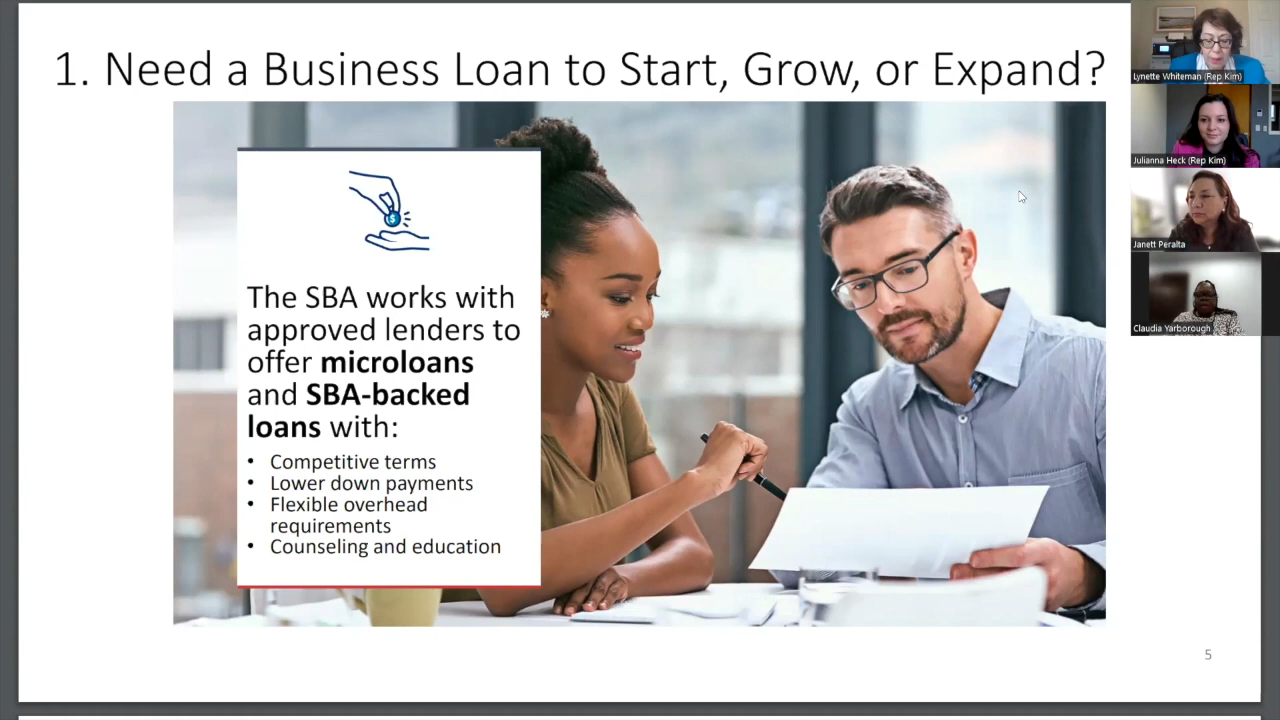 1. Need a Business Loan to Start, Grow, or Expand?
$
The SBA works with
approved lenders to
offer microloans
and SBA-backed
loans with:
• Competitive terms
• Lower down payments
• Flexible overhead
requirements
• Counseling and education
5
Lynette Whiteman (Rep Kim)
Julianna Heck (Rep Kim)
Janett Peralta
Claudia Yarborough